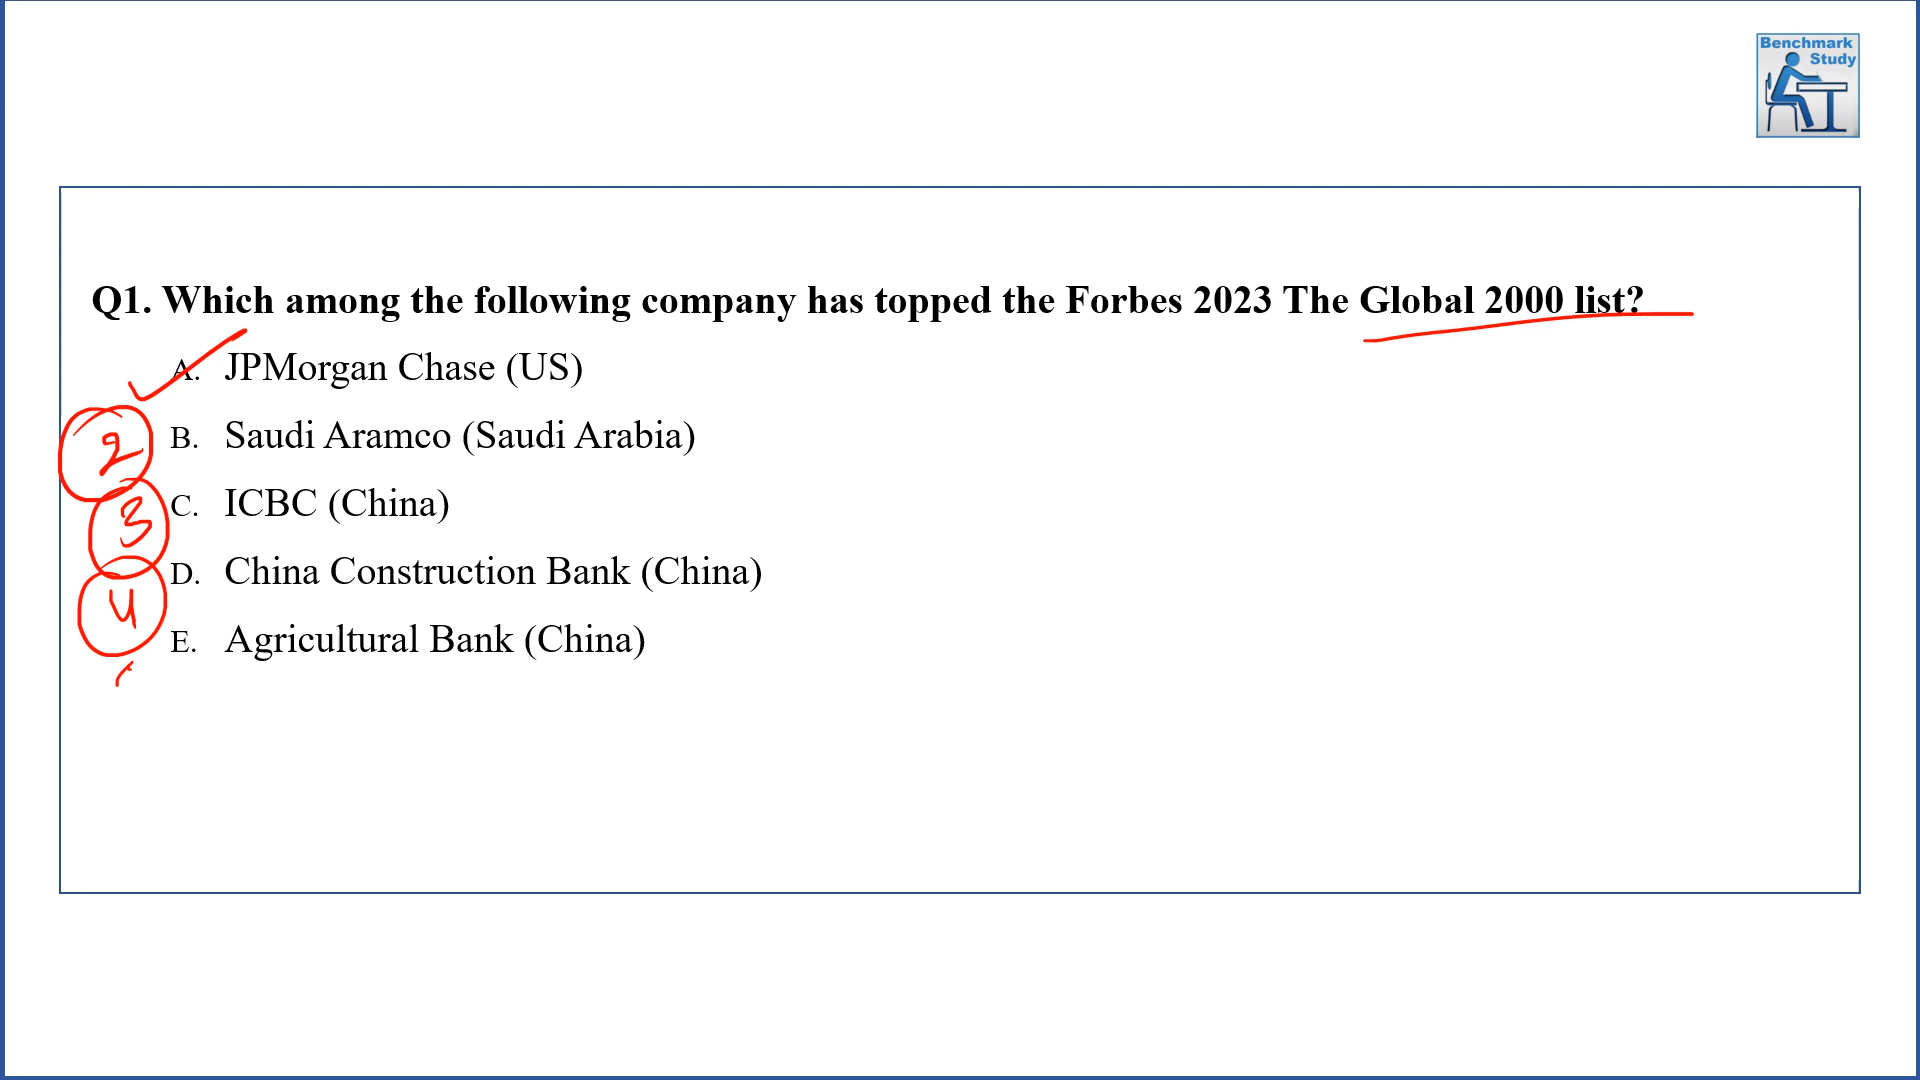 Benchmark
Study
Q1. Which among the following company has topped the Forbes 2023 The Global 2000 list?
A. JPMorgan Chase (US)
2 B. Saudi Aramco (Saudi Arabia)
3 C. ICBC (China)
4 D. China Construction Bank (China)
E. Agricultural Bank (China)